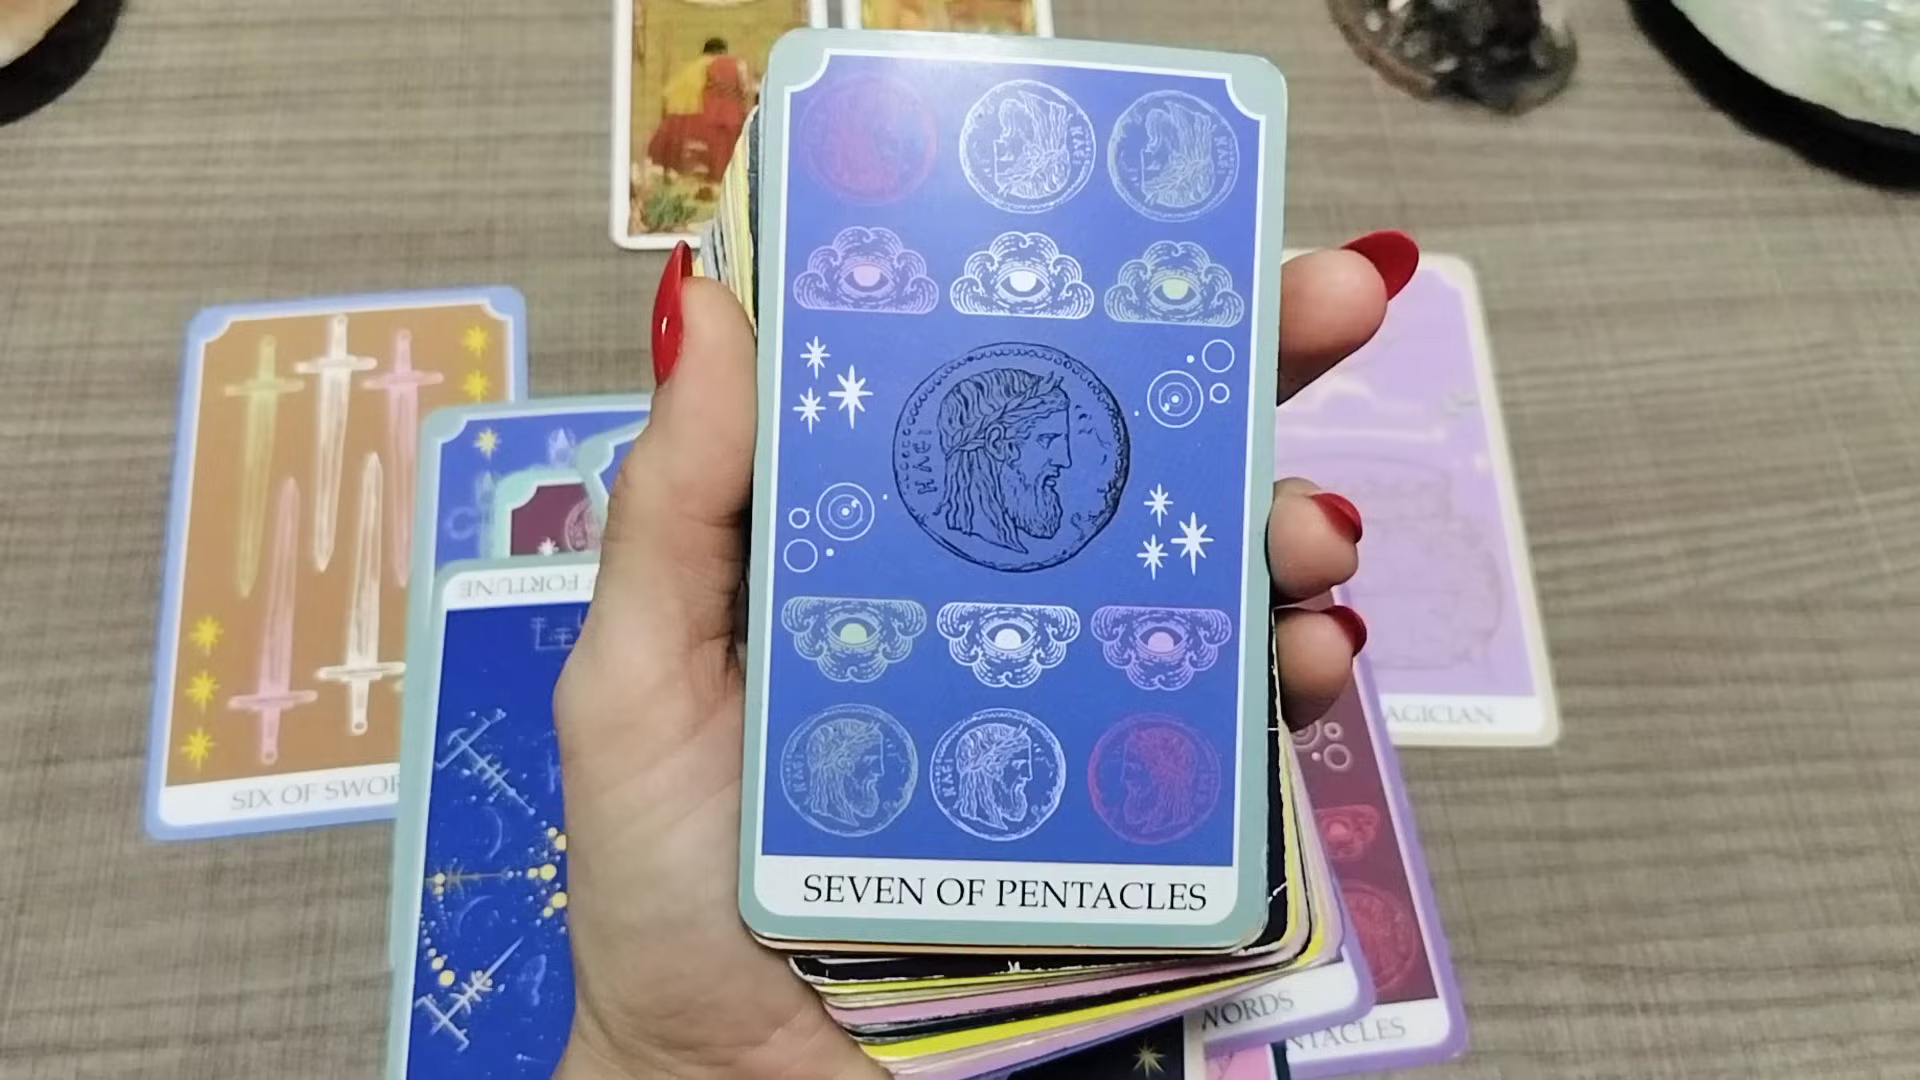 SEVEN OF PENTACLES
SIX OF SWOR
FORTUNE
AGICIAN
WORDS
NTACLES